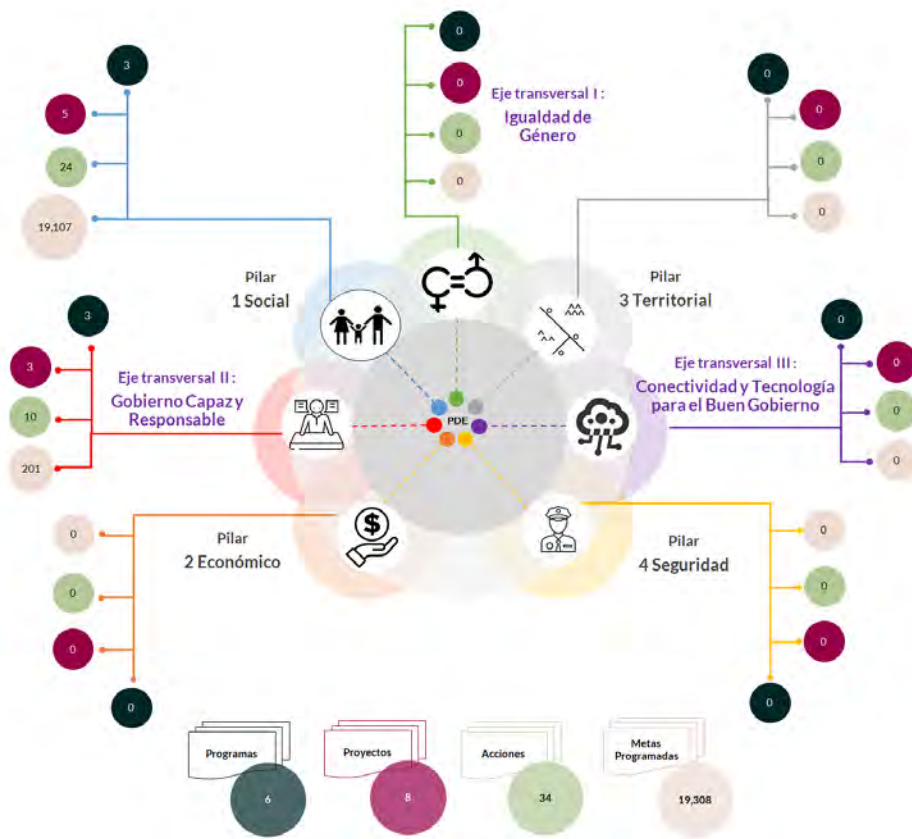 0
3
0
0
5
Eje transversal I :
Igualdad de
Género
0
0
24
0
0
19,107
0
Pilar
1 Social
Pilar
3 Territorial
3
0
3
Eje transversal II :
Gobierno Capaz y
Responsable
Eje transversal III :
Conectividad y Tecnología
para el Buen Gobierno
0
10
PDE
0
201
0
$
0
Pilar
2 Económico
Pilar
4 Seguridad
0
0
0
0
0
0
0
Programas
Proyectos
Acciones
Metas
Programadas
6
8
34
19,308